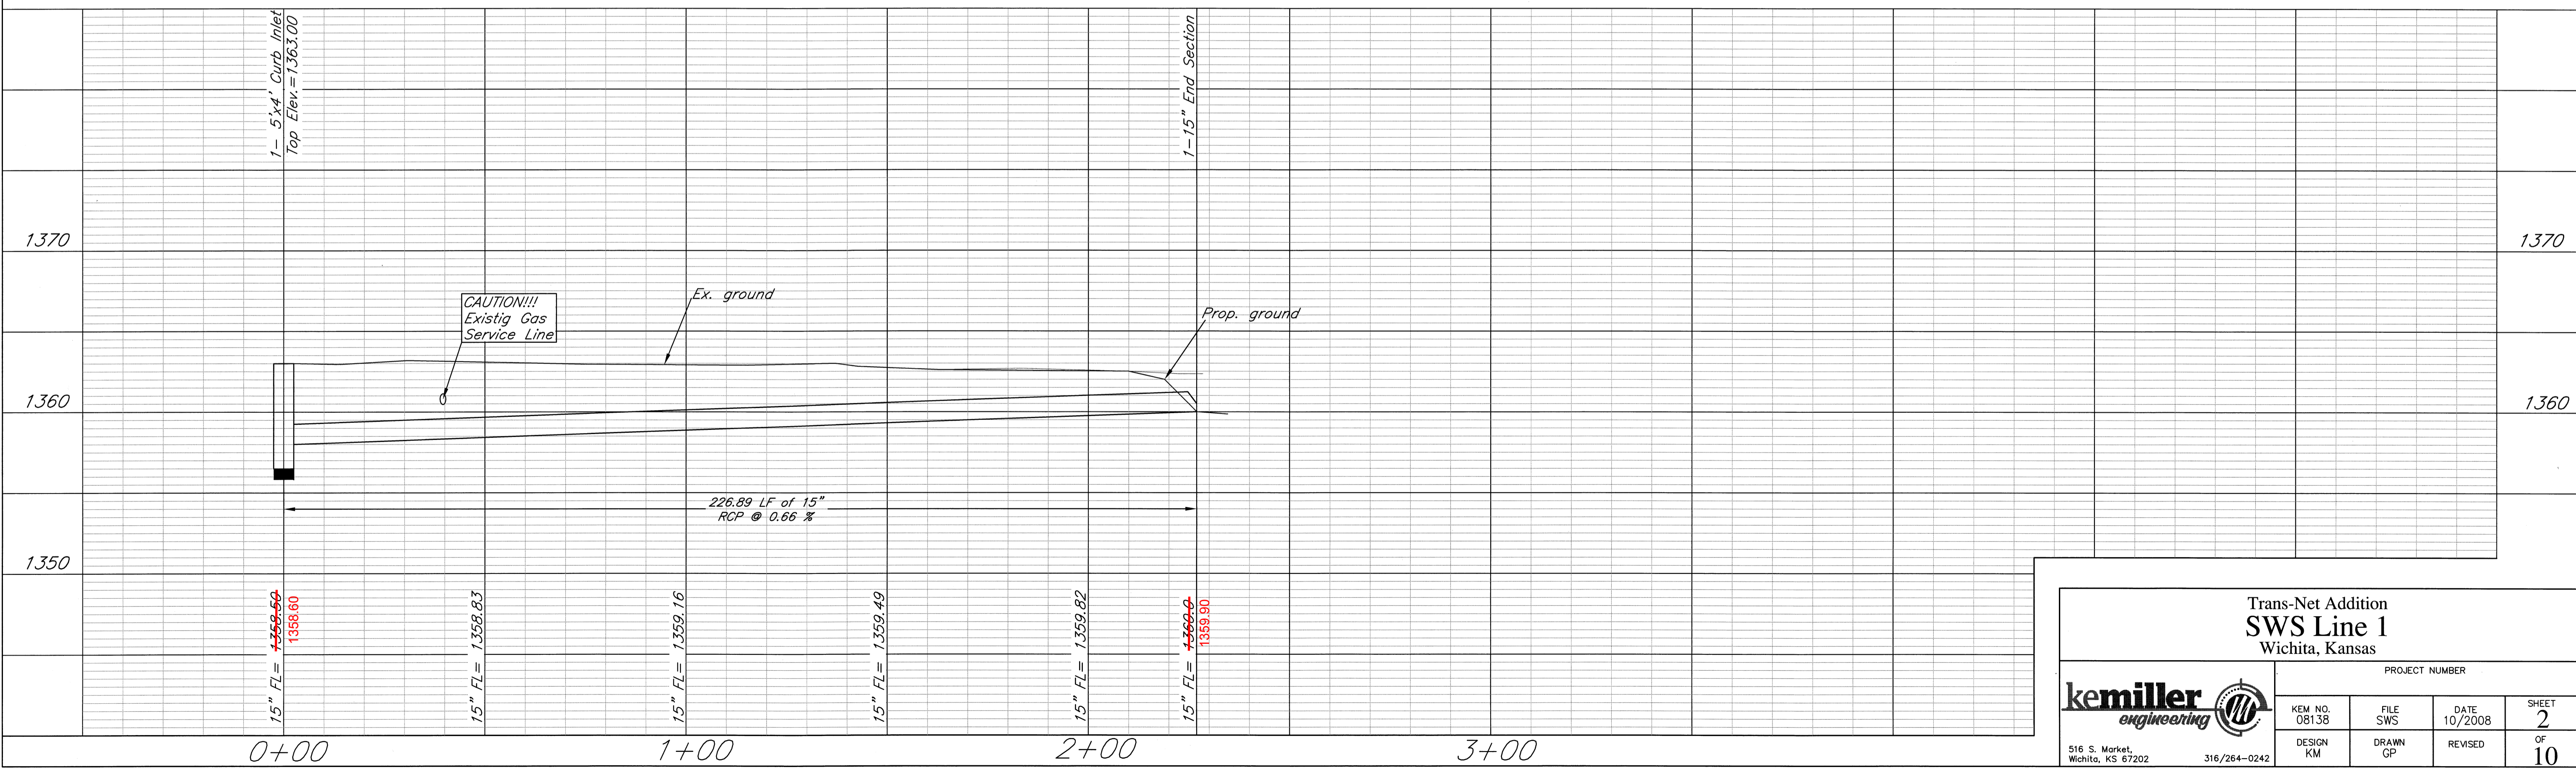 1- 5'x4' Curb Inlet
Top Elev.=1363.00
1-15" End Section
1370
1370
CAUTION!!!
Existig Gas
Service Line
Ex. ground
Prop. ground
1360
1360
226.89 LF of 15"
RCP @ 0.66 %
1350
15" FL= 1358.50
1358.60
15" FL= 1358.83
15" FL= 1359.16
15" FL= 1359.49
15" FL= 1359.82
15" FL= 1360.0
1359.90
0+00
1+00
2+00
3+00
Trans-Net Addition
SWS Line 1
Wichita, Kansas
PROJECT NUMBER
kemiller
engineering
516 S. Market,
Wichita, KS 67202
316/264-0242
KEM NO.
08138
FILE
SWS
DATE
10/2008
SHEET
2
DESIGN
KM
DRAWN
GP
REVISED
OF
10